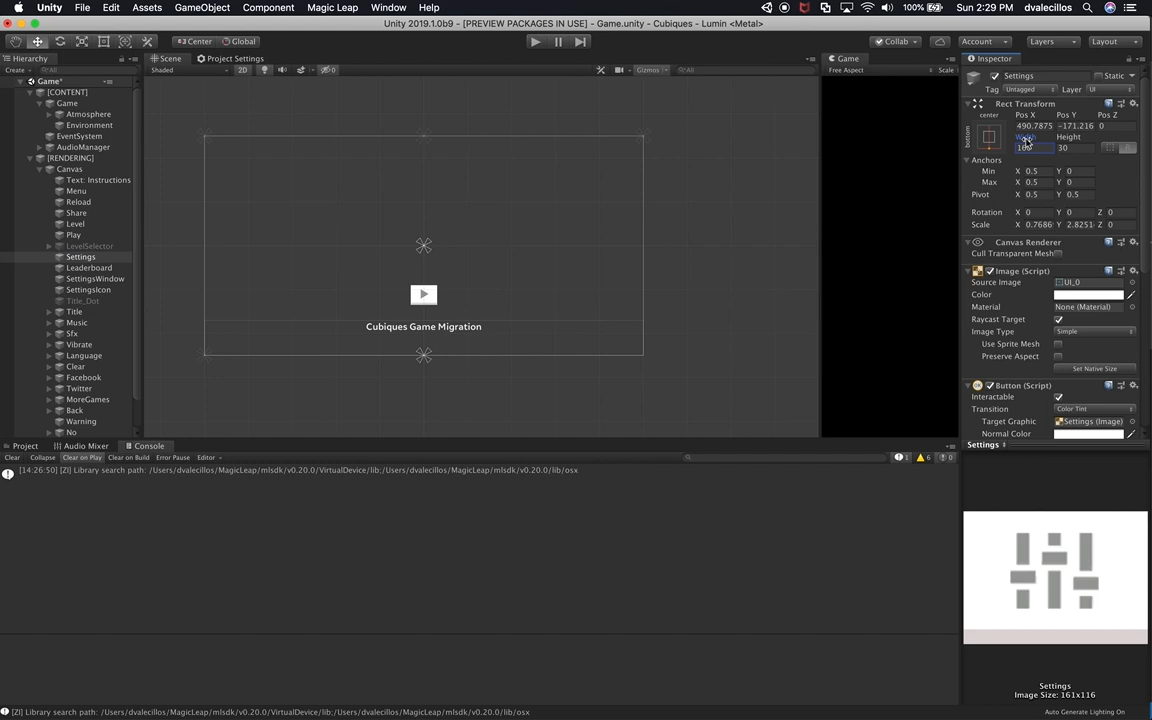 Unity File Edit Assets GameObject Component Magic Leap Window Help 100% Sun 2:29 PM dvalecillos
Unity 2019.1.0b9 - [PREVIEW PACKAGES IN USE] - Game.unity - Cubiques - Lumin <Metal>
Center Global Collab Account Layers Layout
Hierarchy Scene Project Settings Game Inspector
Create All Shaded 2D Gizmos All Free Aspect Scale
Settings Static
Tag Untagged Layer UI
Game*
[CONTENT]
Game
Atmosphere
Environment
EventSystem
AudioManager
[RENDERING]
Canvas
Text: Instructions
Menu
Reload
Share
Level
Play
LevelSelector
Settings
Leaderboard
SettingsWindow
SettingsIcon
Title_Dot
Title
Music
Sfx
Vibrate
Language
Clear
Facebook
Twitter
MoreGames
Back
Warning
No
Cubiques Game Migration
Rect Transform
center Pos X Pos Y Pos Z
490.7875 -171.216 0
bottom
Width Height
30
R
Anchors
Min X 0.5 Y 0
Max X 0.5 Y 0
Pivot X 0.5 Y 0.5
Rotation X 0 Y 0 Z 0
Scale X 0.7686 Y 2.8251 Z 0
Canvas Renderer
Cull Transparent Mesh
Image (Script)
Source Image UI_0
Color
Material None (Material)
Raycast Target
Image Type Simple
Use Sprite Mesh
Preserve Aspect
Set Native Size
Button (Script)
Interactable
Transition Color Tint
Target Graphic Settings (Image)
Normal Color
Settings
Project Audio Mixer Console
Clear Collapse Clear on Play Clear on Build Error Pause Editor 1 6 0
[14:26:50] [ZI] Library search path: /Users/dvalecillos/MagicLeap/mlsdk/v0.20.0/VirtualDevice/lib;/Users/dvalecillos/MagicLeap/mlsdk/v0.20.0/lib/osx
Settings
Image Size: 161x116
[ZI] Library search path: /Users/dvalecillos/MagicLeap/mlsdk/v0.20.0/VirtualDevice/lib;/Users/dvalecillos/MagicLeap/mlsdk/v0.20.0/lib/osx
Auto Generate Lighting On